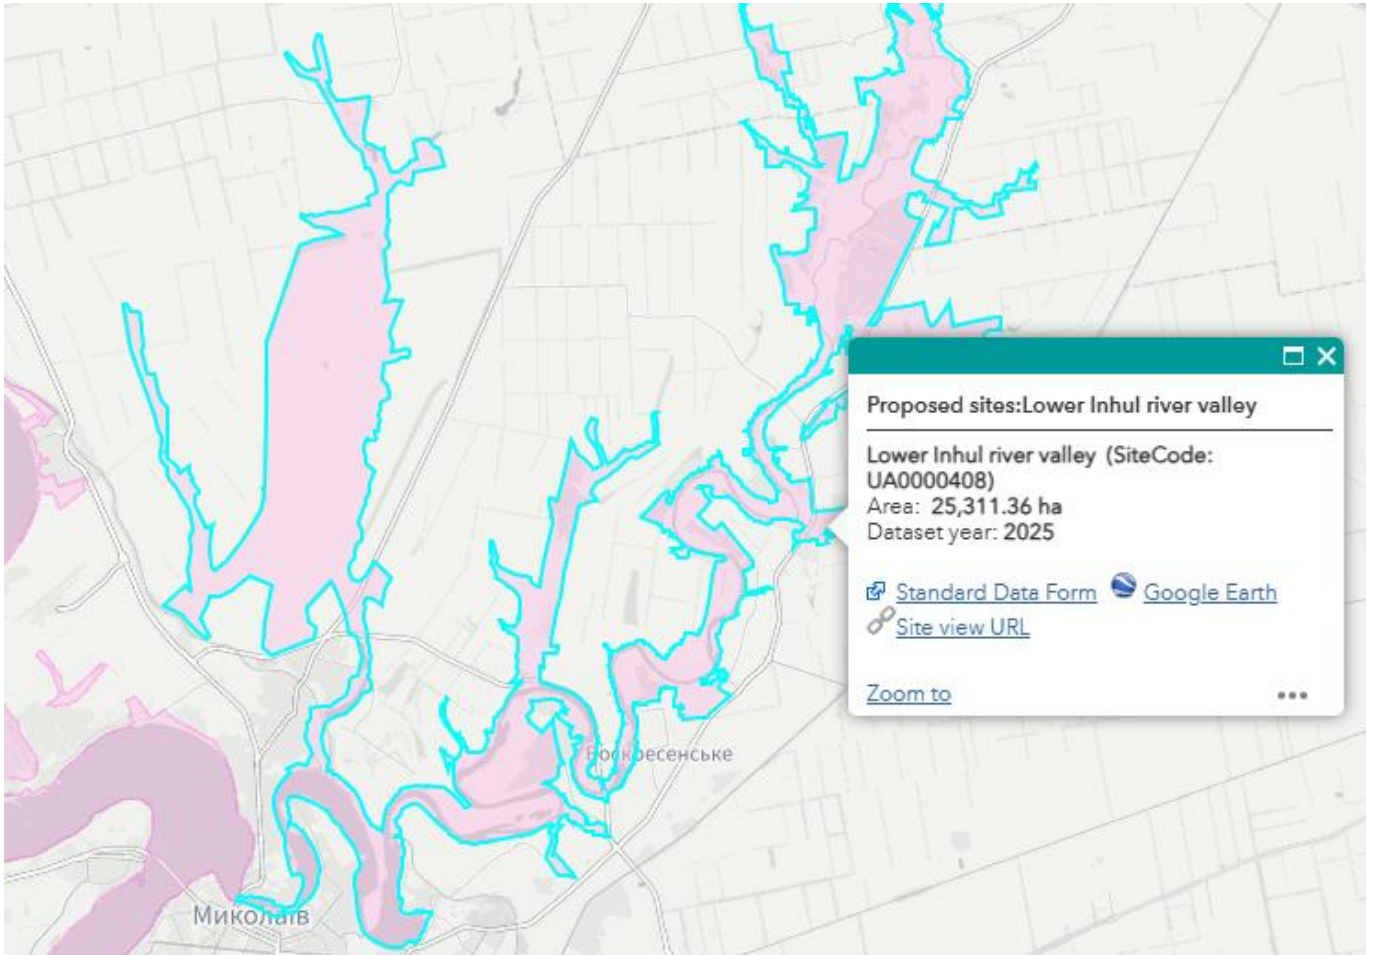 Proposed sites:Lower Inhul river valley
Lower Inhul river valley (SiteCode:
UA0000408)
Area: 25,311.36 ha
Dataset year: 2025
Standard Data Form Google Earth
Site view URL
Zoom to
Воскресенське
Миколаїв